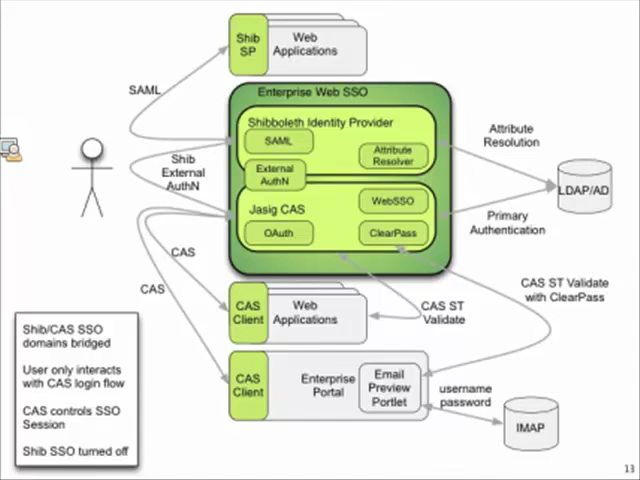 Shib
SP
Web
Applications
SAML
Enterprise Web SSO
Shibboleth Identity Provider
SAML
Attribute
Resolver
Attribute
Resolution
Shib
External
AuthN
External
AuthN
LDAP/AD
Jasig CAS
WebSSO
OAuth
ClearPass
Primary
Authentication
CAS
CAS
CAS ST Validate
with ClearPass
CAS
Client
Web
Applications
CAS ST
Validate
Shib/CAS SSO
domains bridged
User only interacts
with CAS login flow
CAS controls SSO
Session
Shib SSO turned off
CAS
Client
Enterprise
Portal
Email
Preview
Portlet
username
password
IMAP
13